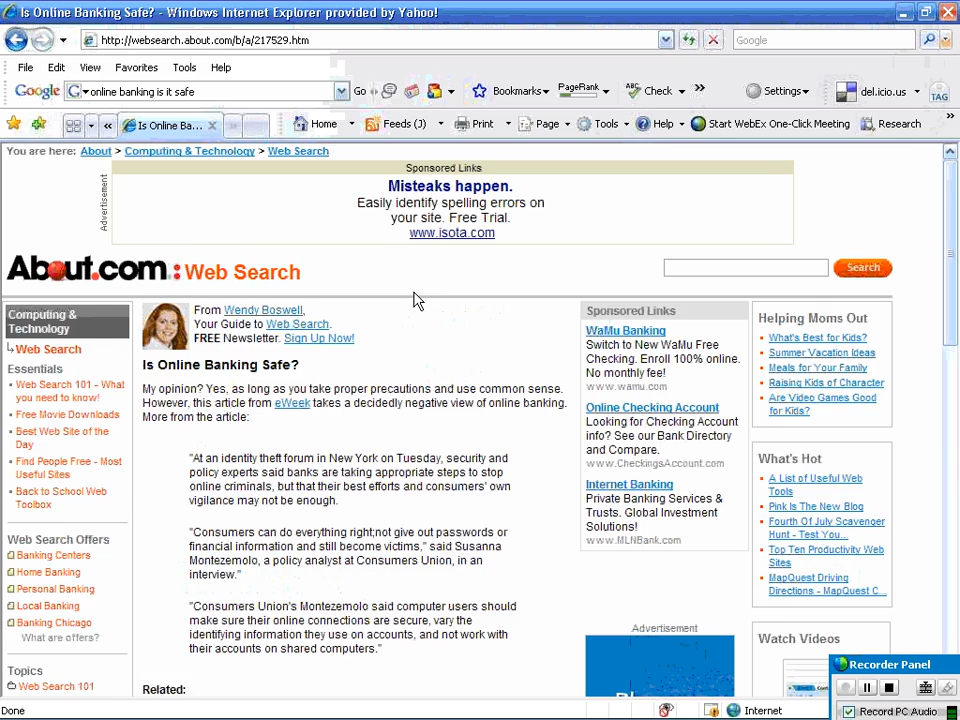 Is Online Banking Safe? - Windows Internet Explorer provided by Yahoo!
http://websearch.about.com/b/a/217529.htm
Google
File Edit View Favorites Tools Help
Google online banking is it safe Go Bookmarks PageRank Check Settings del.icio.us TAG
Is Online Ba... Home Feeds (J) Print Page Tools Help Start WebEx One-Click Meeting Research
You are here: About > Computing & Technology > Web Search
Sponsored Links
Advertisement
Misteaks happen.
Easily identify spelling errors on
your site. Free Trial.
www.isota.com
About.com: Web Search
Search
Computing &
Technology
Web Search
Essentials
Web Search 101 - What
you need to know!
Free Movie Downloads
Best Web Site of the
Day
Find People Free - Most
Useful Sites
Back to School Web
Toolbox
Web Search Offers
Banking Centers
Home Banking
Personal Banking
Local Banking
Banking Chicago
What are offers?
Topics
Web Search 101
From Wendy Boswell,
Your Guide to Web Search.
FREE Newsletter. Sign Up Now!
Is Online Banking Safe?
My opinion? Yes, as long as you take proper precautions and use common sense.
However, this article from eWeek takes a decidedly negative view of online banking.
More from the article:
"At an identity theft forum in New York on Tuesday, security and
policy experts said banks are taking appropriate steps to stop
online criminals, but that their best efforts and consumers' own
vigilance may not be enough.
"Consumers can do everything right;not give out passwords or
financial information and still become victims," said Susanna
Montezemolo, a policy analyst at Consumers Union, in an
interview."
"Consumers Union's Montezemolo said computer users should
make sure their online connections are secure, vary the
identifying information they use on accounts, and not work with
their accounts on shared computers."
Related:
Sponsored Links
WaMu Banking
Switch to New WaMu Free
Checking. Enroll 100% online.
No monthly fee!
www.wamu.com
Online Checking Account
Looking for Checking Account
info? See our Bank Directory
and Compare.
www.CheckingsAccount.com
Internet Banking
Private Banking Services &
Trusts. Global Investment
Solutions!
www.MLNBank.com
Advertisement
Helping Moms Out
What's Best for Kids?
Summer Vacation Ideas
Meals for Your Family
Raising Kids of Character
Are Video Games Good
for Kids?
What's Hot
A List of Useful Web
Tools
Pink Is The New Blog
Fourth Of July Scavenger
Hunt - Test You...
Top Ten Productivity Web
Sites
MapQuest Driving
Directions - MapQuest C...
Watch Videos
Recorder Panel
Record PC Audio
Done
Internet